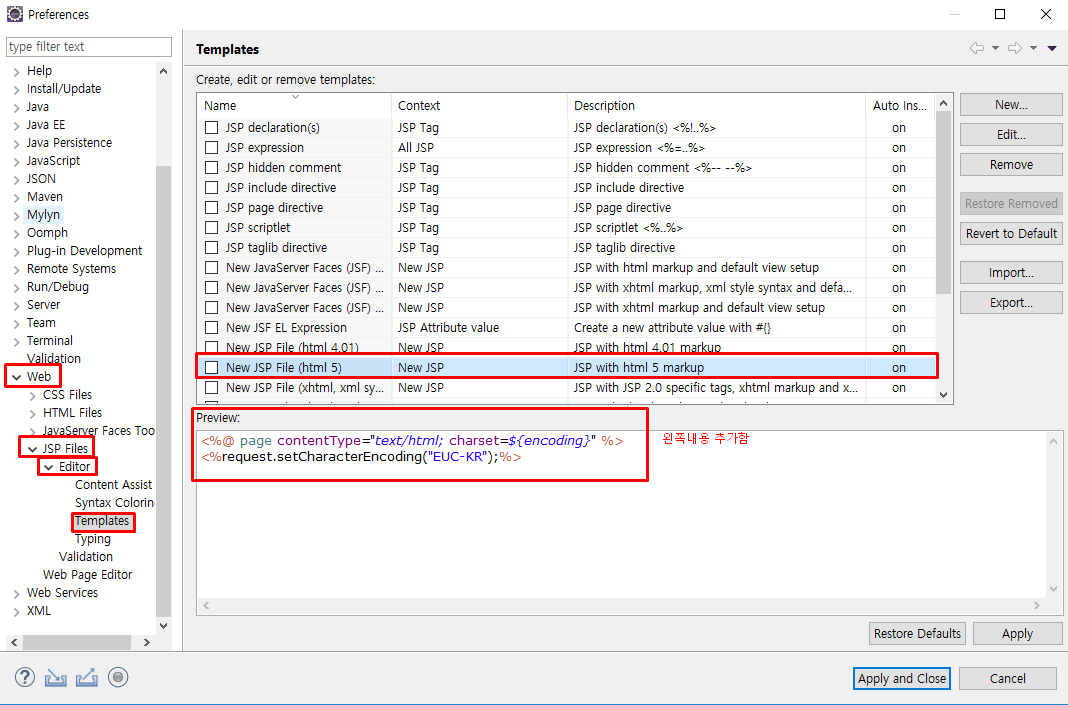 Preferences
type filter text
Help
Install/Update
Java
Java EE
Java Persistence
JavaScript
JSON
Maven
Mylyn
Oomph
Plug-in Development
Remote Systems
Run/Debug
Server
Team
Terminal
Validation
Web
CSS Files
HTML Files
JavaServer Faces Too
JSP Files
Editor
Content Assist
Syntax Colorin
Templates
Typing
Validation
Web Page Editor
Web Services
XML
Templates
Create, edit or remove templates:
Name Context Description Auto Ins...
JSP declaration(s) JSP Tag JSP declaration(s) <%!..%> on
JSP expression All JSP JSP expression <%=..%> on
JSP hidden comment JSP Tag JSP hidden comment <%-- --%> on
JSP include directive JSP Tag JSP include directive on
JSP page directive JSP Tag JSP page directive on
JSP scriptlet JSP Tag JSP scriptlet <%..%> on
JSP taglib directive JSP Tag JSP taglib directive on
New JavaServer Faces (JSF) ... New JSP JSP with html markup and default view setup on
New JavaServer Faces (JSF) ... New JSP JSP with xhtml markup, xml style syntax and defa... on
New JavaServer Faces (JSF) ... New JSP JSP with xhtml markup and default view setup on
New JSF EL Expression JSP Attribute value Create a new attribute value with #{} on
New JSP File (html 4.01) New JSP JSP with html 4.01 markup on
New JSP File (html 5) New JSP JSP with html 5 markup on
New JSP File (xhtml, xml sy... New JSP JSP with JSP 2.0 specific tags, xhtml markup and x... on
New...
Edit...
Remove
Restore Removed
Revert to Default
Import...
Export...
Preview:
<%@ page contentType="text/html; charset=${encoding}" %>
<%request.setCharacterEncoding("EUC-KR");%>
왼쪽내용 추가함
Restore Defaults Apply
Apply and Close Cancel